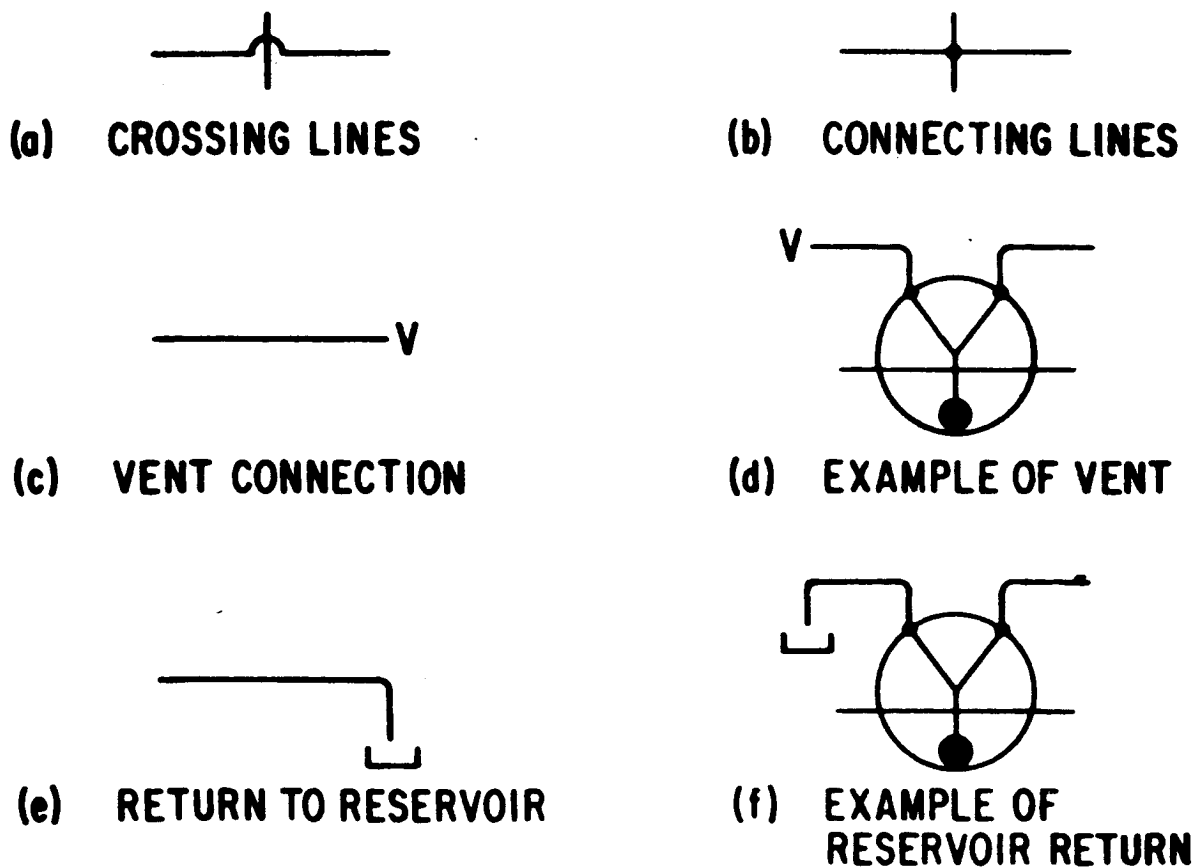 (a) CROSSING LINES
(b) CONNECTING LINES
V
V
(c) VENT CONNECTION
(d) EXAMPLE OF VENT
(e) RETURN TO RESERVOIR
(f) EXAMPLE OF
RESERVOIR RETURN